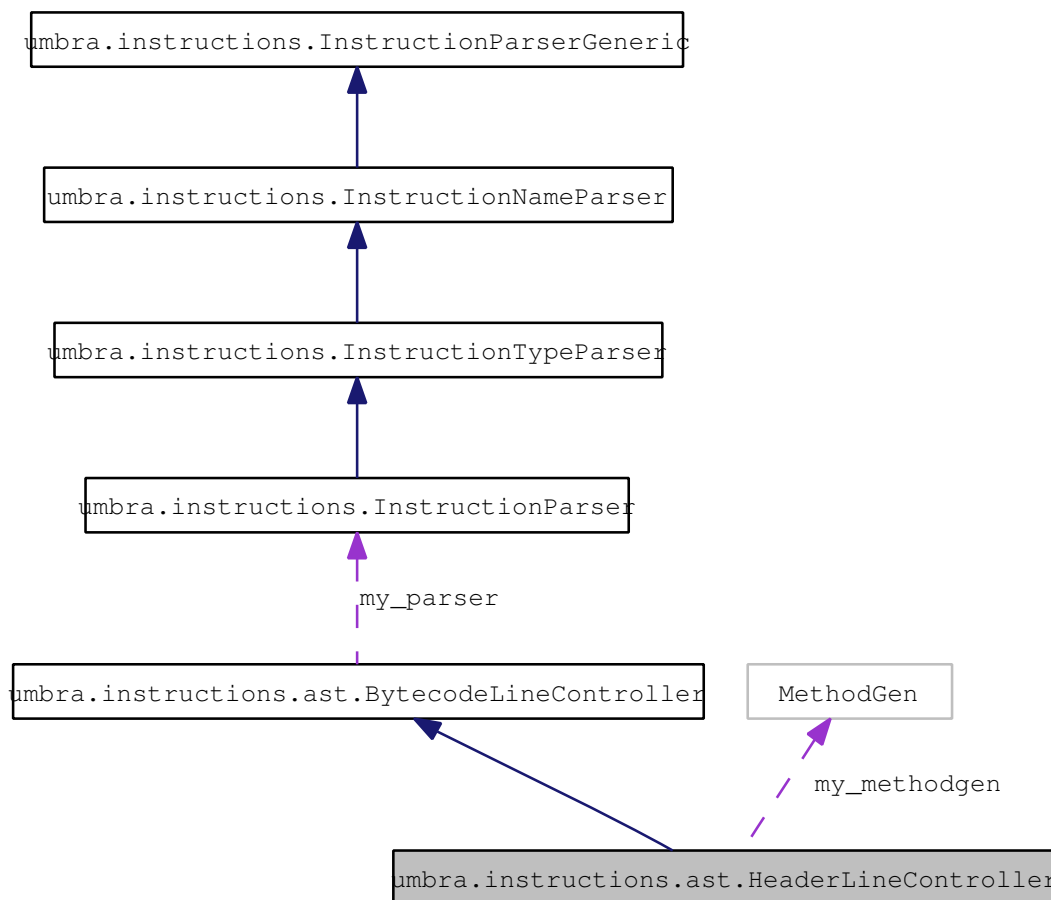 umbra.instructions.InstructionParserGeneric
umbra.instructions.InstructionNameParser
umbra.instructions.InstructionTypeParser
umbra.instructions.InstructionParser
my_parser
umbra.instructions.ast.BytecodeLineController
MethodGen
my_methodgen
umbra.instructions.ast.HeaderLineController